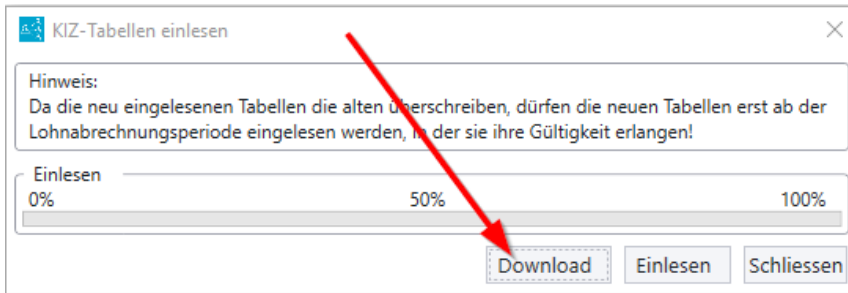 KIZ-Tabellen einlesen
Hinweis:
Da die neu eingelesenen Tabellen die alten überschreiben, dürfen die neuen Tabellen erst ab der
Lohnabrechnungsperiode eingelesen werden, in der sie ihre Gültigkeit erlangen!
Einlesen
0% 50% 100%
Download Einlesen Schliessen